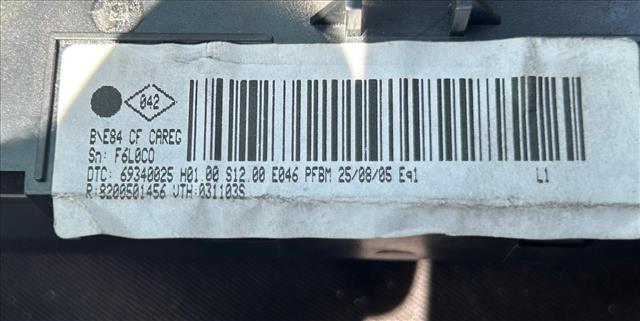 042
B\E84 CF CAREG
Sn: F6L0C0
DTC: 69340025 H01.00 S12.00 E046 PFBM 25/08/05 Eq1 L1
R:8200501456 VTH:031103S